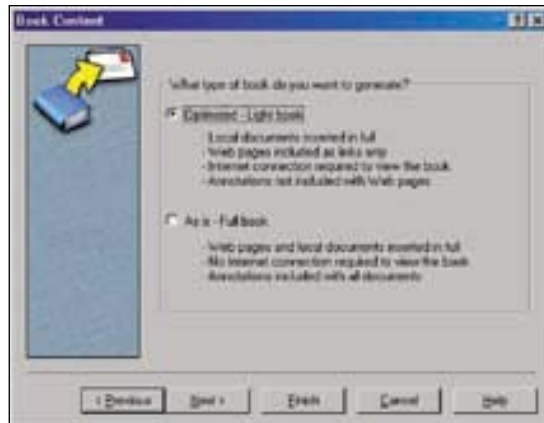 Book Content
What type of book do you want to generate?
Optimized - Light book
- Local documents inserted in full
- Web pages included as links only
- Internet connection required to view the book
- Annotations not included with Web pages
As is - Full book
- Web pages and local documents inserted in full
- No Internet connection required to view the book
- Annotations included with all documents
< Previous
Next >
Finish
Cancel
Help